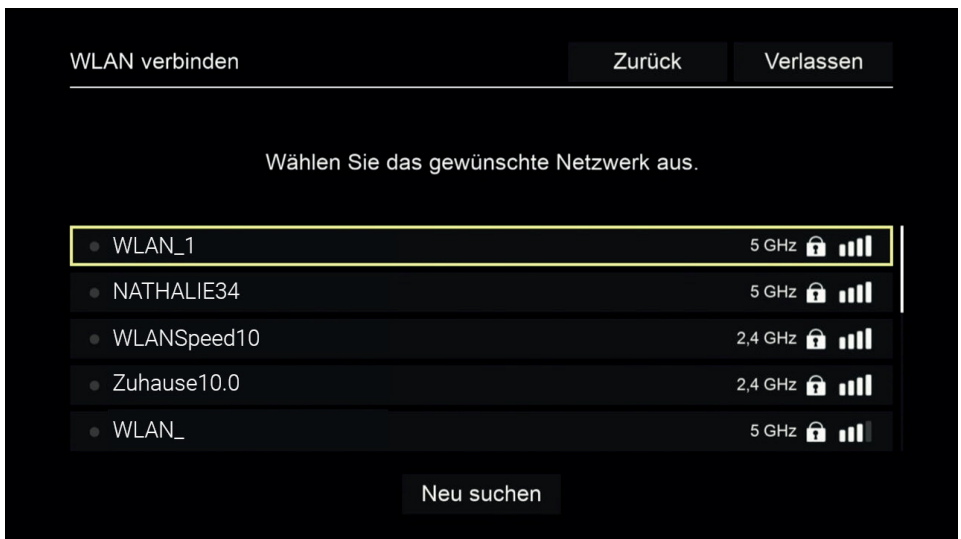 WLAN verbinden Zurück Verlassen
Wählen Sie das gewünschte Netzwerk aus.
WLAN_1 5 GHz
NATHALIE34 5 GHz
WLANSpeed10 2,4 GHz
Zuhause10.0 2,4 GHz
WLAN_ 5 GHz
Neu suchen